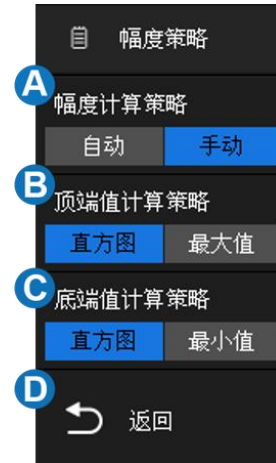 幅度策略
A
幅度计算策略
自动 手动
B
顶端值计算策略
直方图 最大值
C
底端值计算策略
直方图 最小值
D
返回